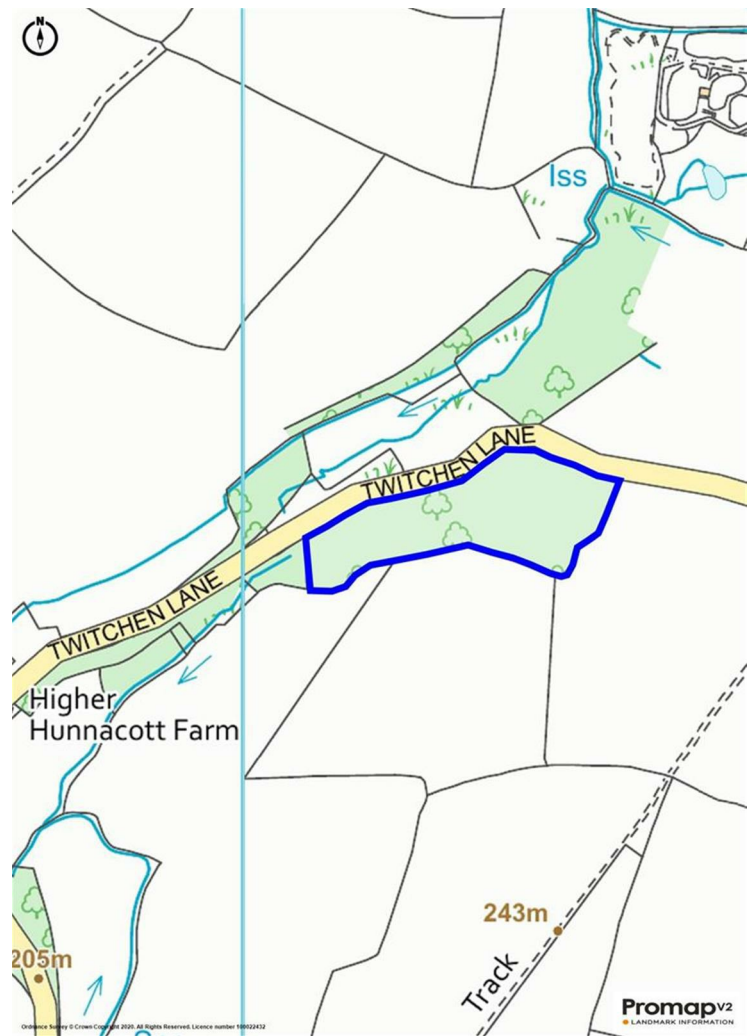 N
Iss
TWITCHEN LANE
TWITCHEN LANE
Higher
Hunnacott Farm
243m
205m
Track
Promap V2
LANDMARK INFORMATION
Ordnance Survey © Crown Copyright 2020. All Rights Reserved. Licence number 100022432